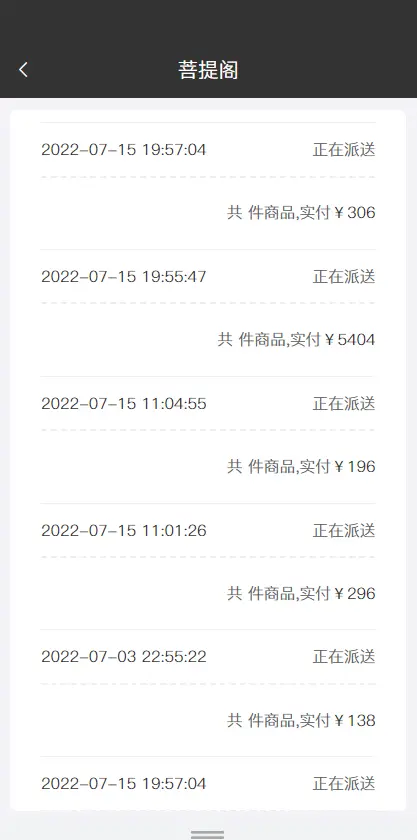 菩提阁
2022-07-15 19:57:04 正在派送
共 件商品,实付￥306
2022-07-15 19:55:47 正在派送
共 件商品,实付￥5404
2022-07-15 11:04:55 正在派送
共 件商品,实付￥196
2022-07-15 11:01:26 正在派送
共 件商品,实付￥296
2022-07-03 22:55:22 正在派送
共 件商品,实付￥138
2022-07-15 19:57:04 正在派送